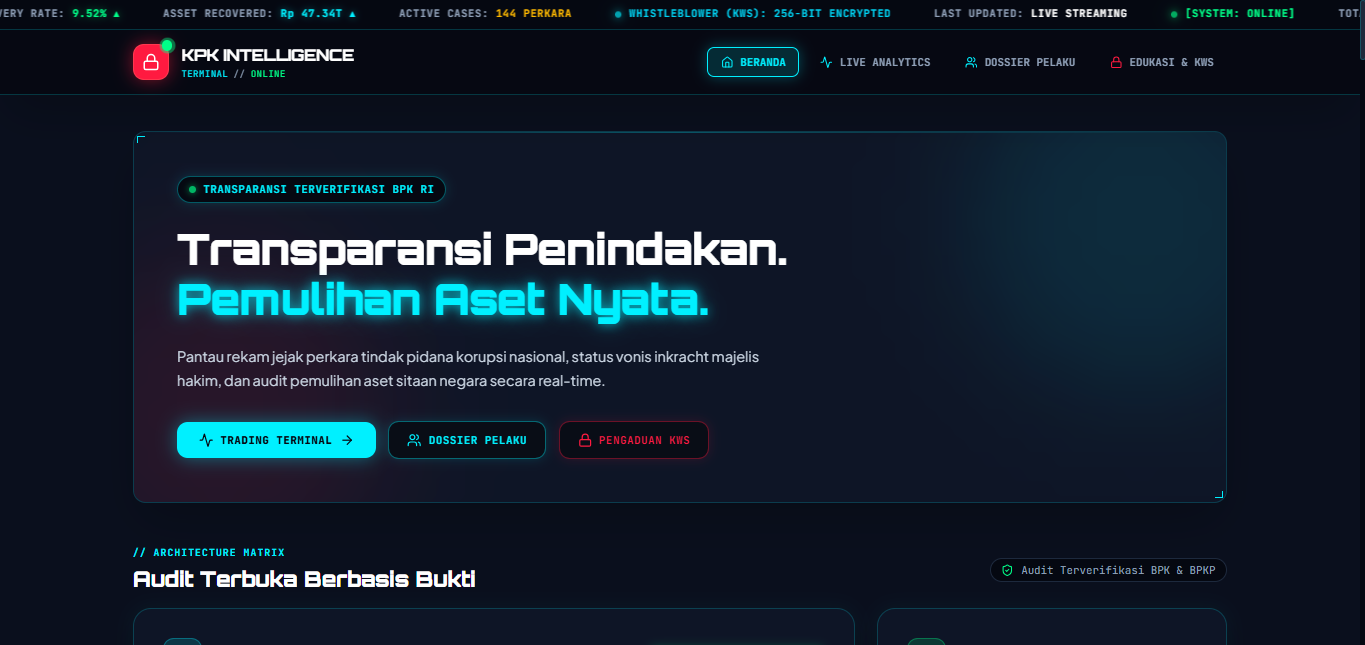 RATE: 9.52% ▲ ASSET RECOVERED: Rp 47.34T ▲ ACTIVE CASES: 144 PERKARA WHISTLEBLOWER (KWS): 256-BIT ENCRYPTED LAST UPDATED: LIVE STREAMING [SYSTEM: ONLINE]
KPK INTELLIGENCE
TERMINAL // ONLINE
BERANDA LIVE ANALYTICS DOSSIER PELAKU EDUKASI & KWS
TRANSPARANSI TERVERIFIKASI BPK RI
Transparansi Penindakan.
Pemulihan Aset Nyata.
Pantau rekam jejak perkara tindak pidana korupsi nasional, status vonis inkracht majelis
hakim, dan audit pemulihan aset sitaan negara secara real-time.
TRADING TERMINAL → DOSSIER PELAKU PENGADUAN KWS
// ARCHITECTURE MATRIX
Audit Terbuka Berbasis Bukti
Audit Terverifikasi BPK & BPKP